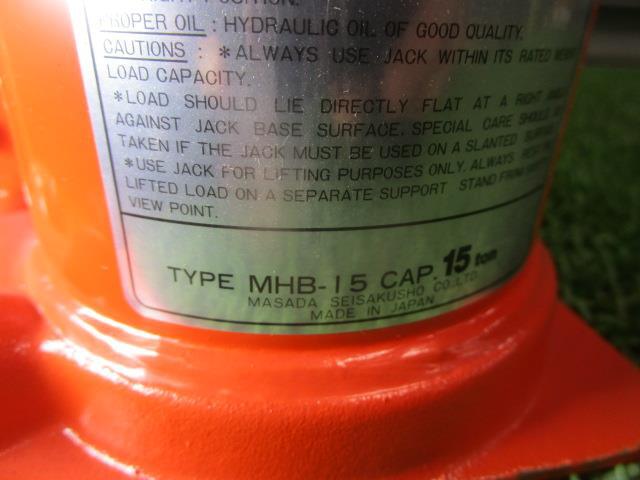 POSITION.
PROPER OIL : HYDRAULIC OIL OF GOOD QUALITY.
CAUTIONS : *ALWAYS USE JACK WITHIN ITS RATED
LOAD CAPACITY.
*LOAD SHOULD LIE DIRECTLY FLAT AT A RIGHT
AGAINST JACK BASE SURFACE. SPECIAL CARE SHOULD
TAKEN IF THE JACK MUST BE USED ON A SLANTED
*USE JACK FOR LIFTING PURPOSES ONLY. ALWAYS
LIFTED LOAD ON A SEPARATE SUPPORT STAND FROM
VIEW POINT.
TYPE MHB-15 CAP. 15 ton
MASADA SEISAKUSHO CO.,LTD.
MADE IN JAPAN